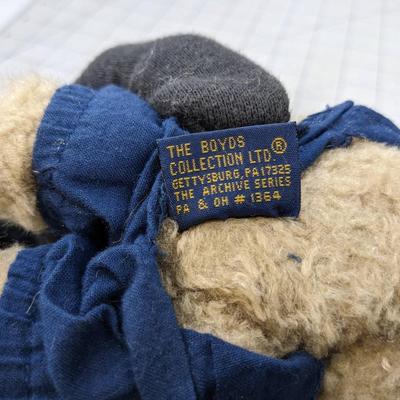 THE BOYDS
COLLECTION LTD.®
GETTYSBURG, PA 17325
THE ARCHIVE SERIES
PA & OH # 1364